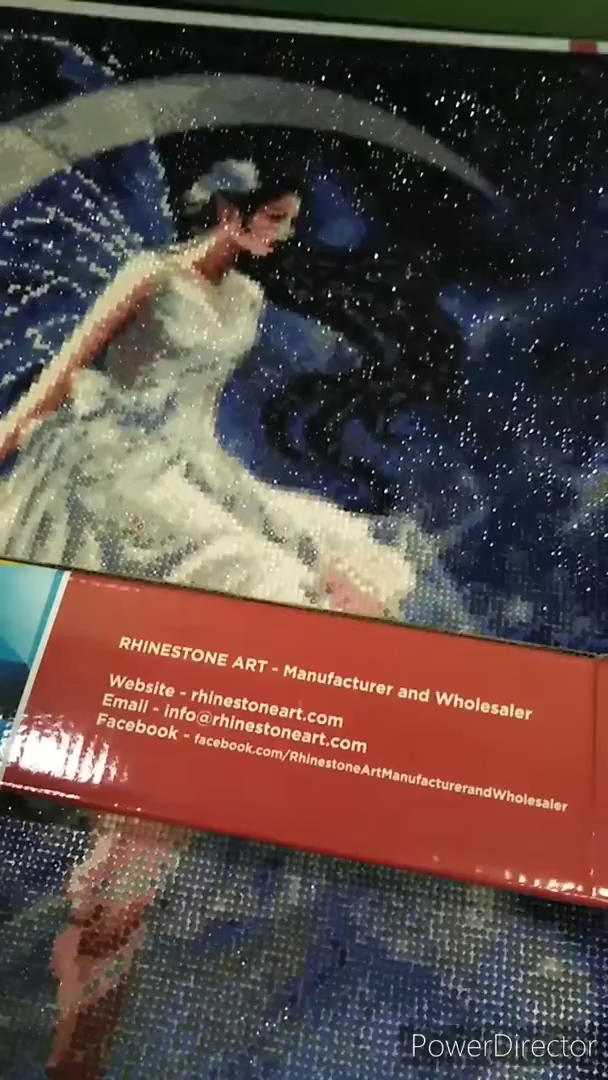 RHINESTONE ART - Manufacturer and Wholesaler
Website - rhinestoneart.com
Email - info@rhinestoneart.com
Facebook - facebook.com/RhinestoneArtManufacturerandWholesaler
PowerDirector